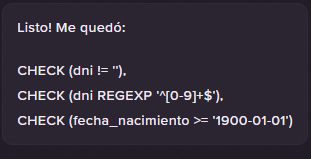 Listo! Me quedó:
CHECK (dni != ''),
CHECK (dni REGEXP '^[0-9]+$'),
CHECK (fecha_nacimiento >= '1900-01-01')